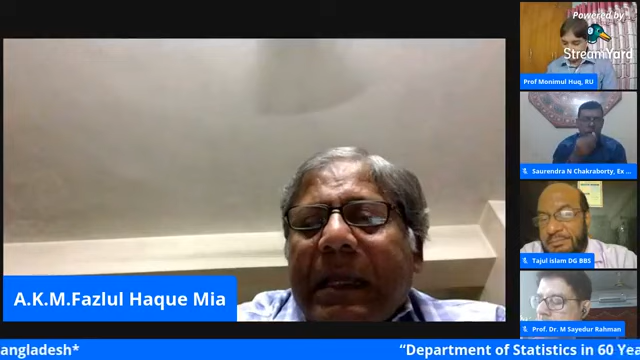 Powered by
StreamYard
Prof Monimul Huq, RU
Saurendra N Chakraborty, Ex ...
Tajul islam DG BBS
Prof. Dr. M Sayedur Rahman
A.K.M.Fazlul Haque Mia
angladesh* “Department of Statistics in 60 Yea